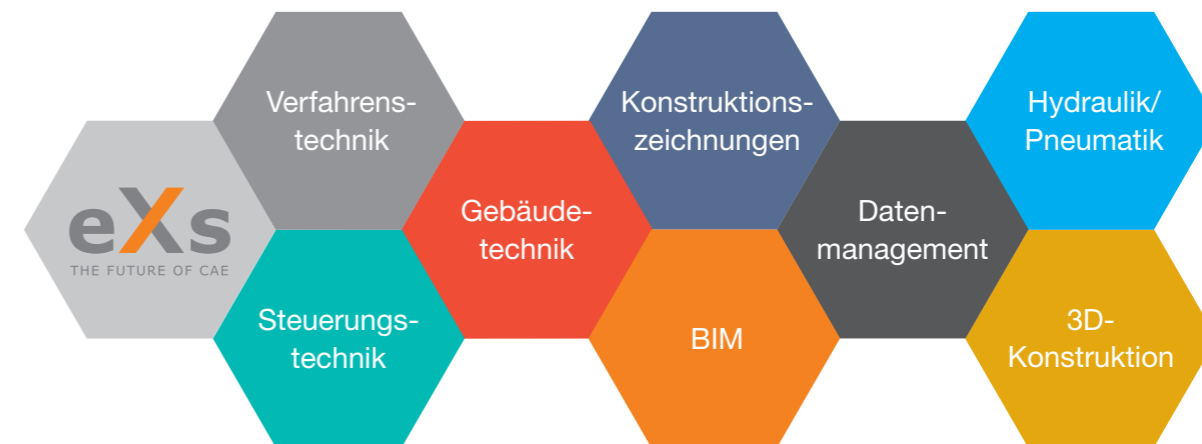 eXs
THE FUTURE OF CAE
Verfahrens-
technik
Steuerungs-
technik
Gebäude-
technik
Konstruktions-
zeichnungen
BIM
Daten-
management
Hydraulik/
Pneumatik
3D-
Konstruktion